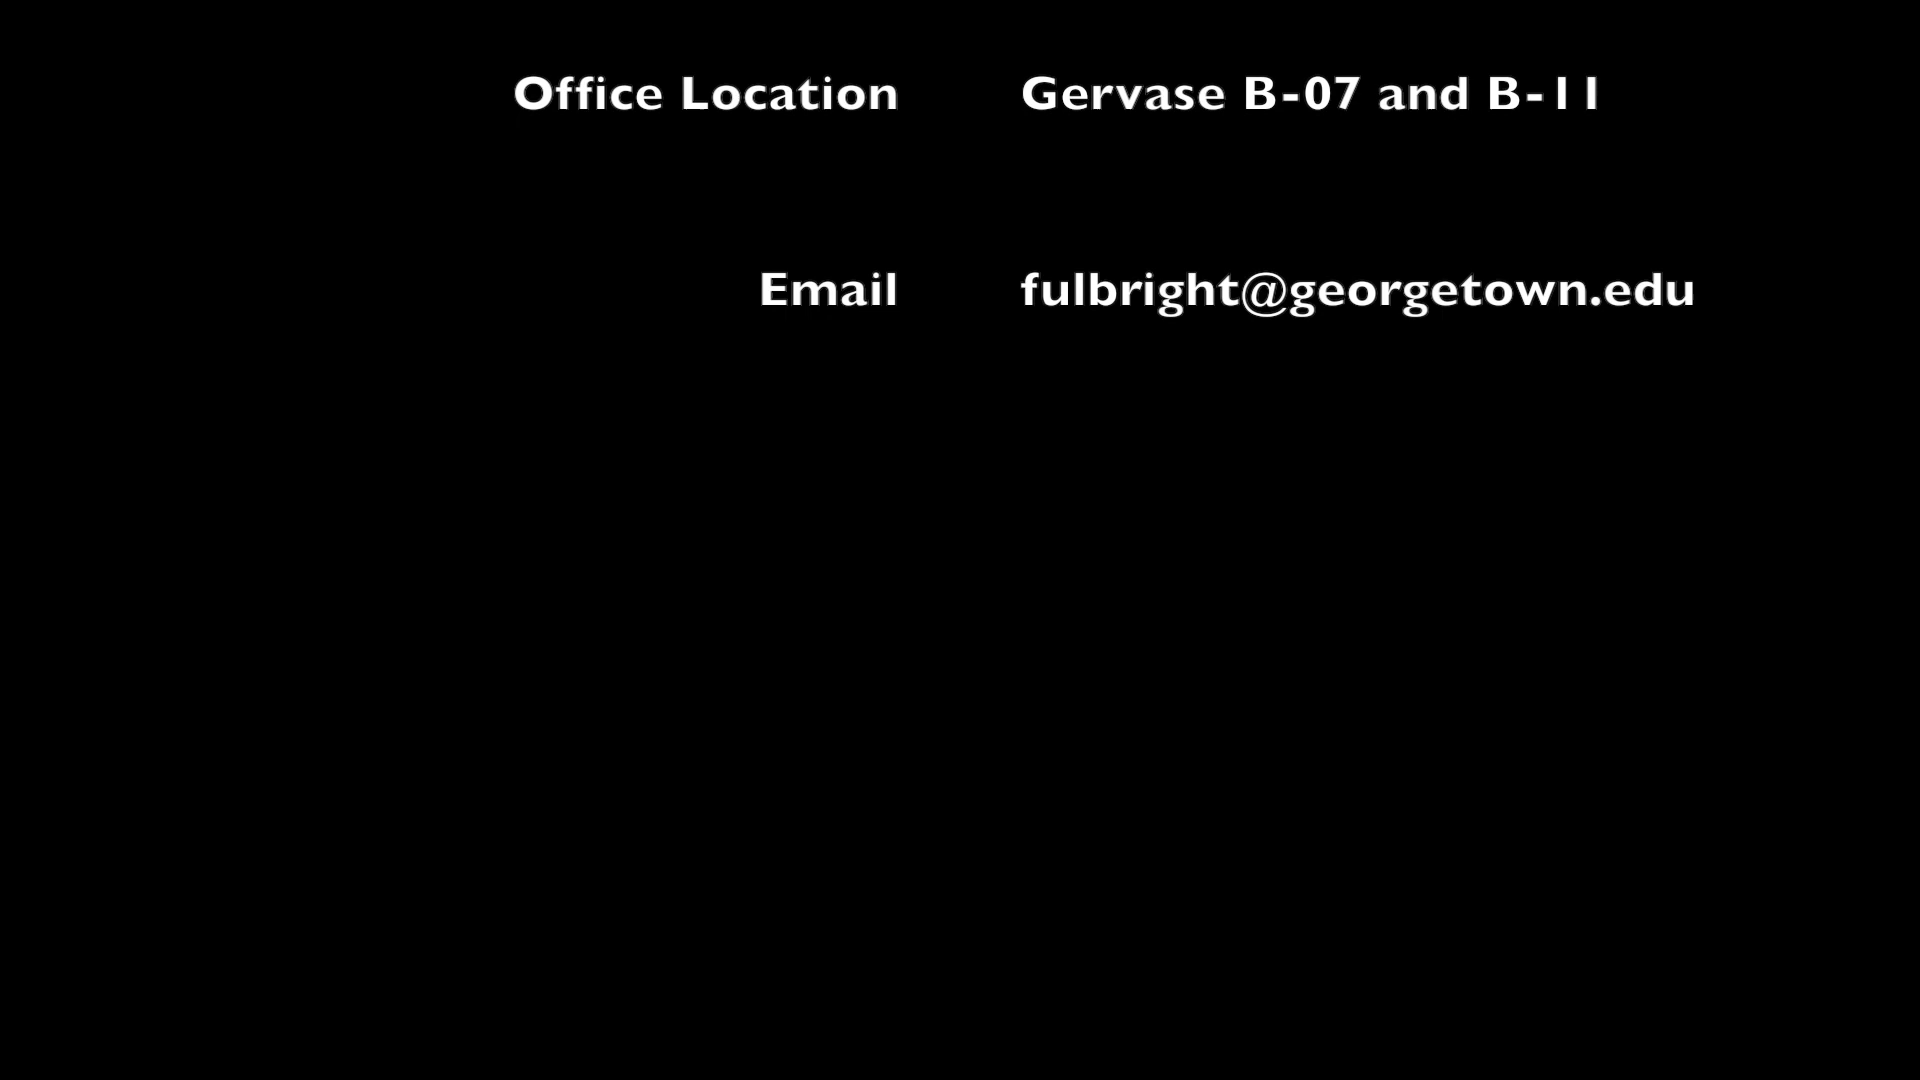 Office Location Gervase B-07 and B-11
Email fulbright@georgetown.edu